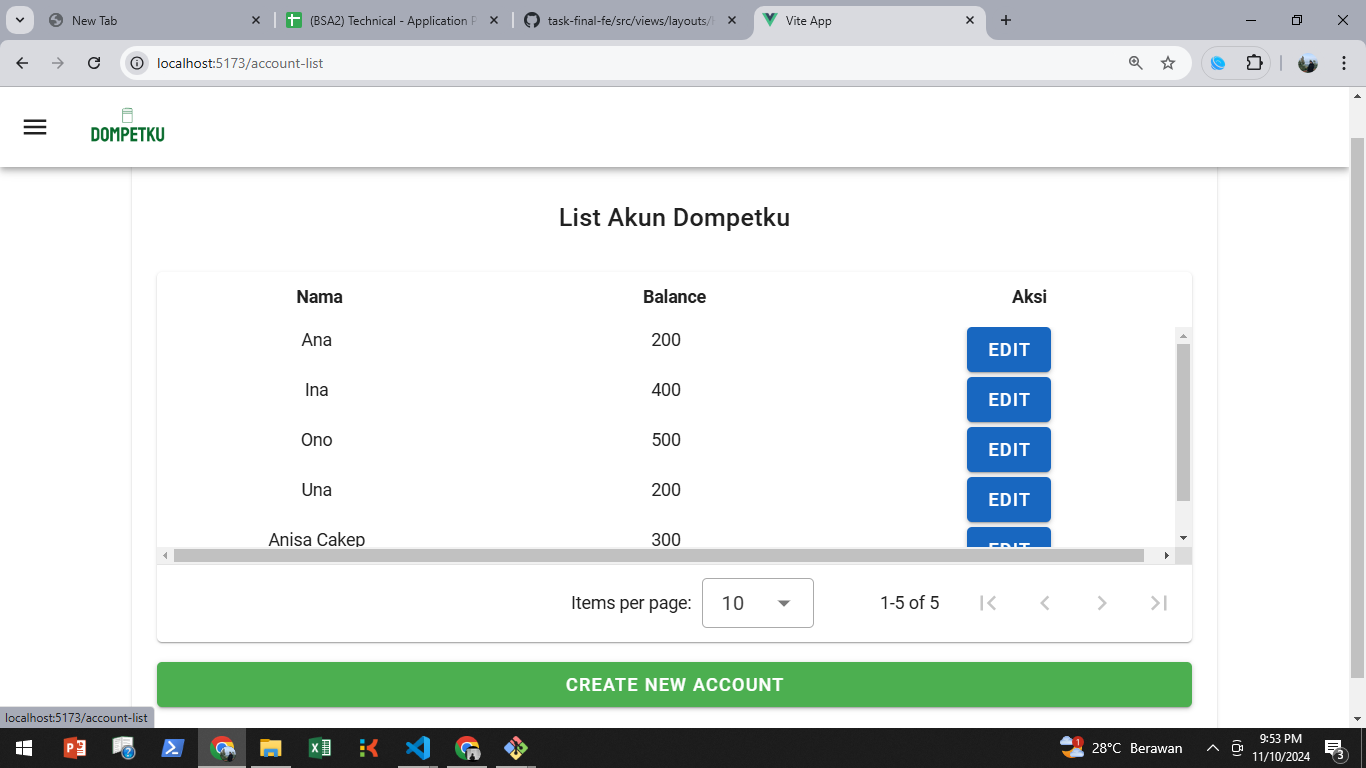 New Tab
(BSA2) Technical - Application P
task-final-fe/src/views/layouts/
Vite App
localhost:5173/account-list
DOMPETKU
List Akun Dompetku
Nama Balance Aksi
Ana 200 EDIT
Ina 400 EDIT
Ono 500 EDIT
Una 200 EDIT
Anisa Cakep 300 EDIT
Items per page: 10 1-5 of 5
CREATE NEW ACCOUNT
localhost:5173/account-list
28°C Berawan
9:53 PM
11/10/2024
1
3